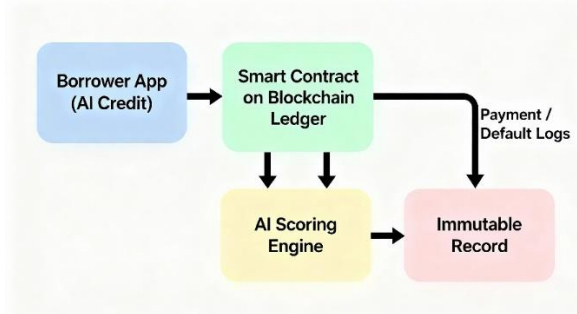 Borrower App
(AI Credit)
Smart Contract
on Blockchain
Ledger
Payment /
Default Logs
AI Scoring
Engine
Immutable
Record